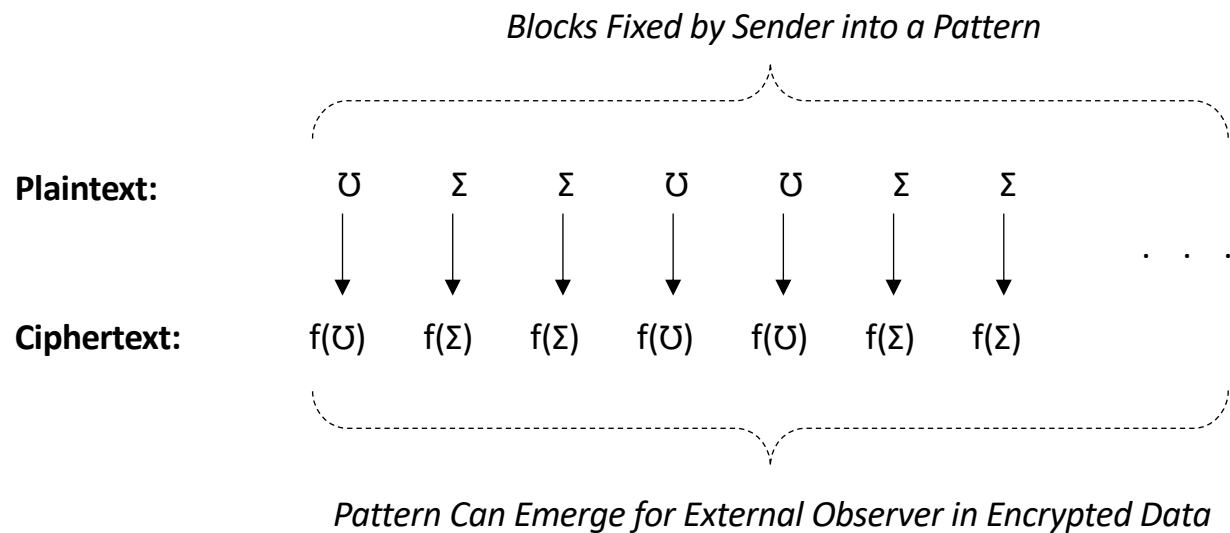 Blocks Fixed by Sender into a Pattern
Plaintext: Ʊ Σ Σ Ʊ Ʊ Σ Σ
. . .
Ciphertext: f(Ʊ) f(Σ) f(Σ) f(Ʊ) f(Ʊ) f(Σ) f(Σ)
Pattern Can Emerge for External Observer in Encrypted Data